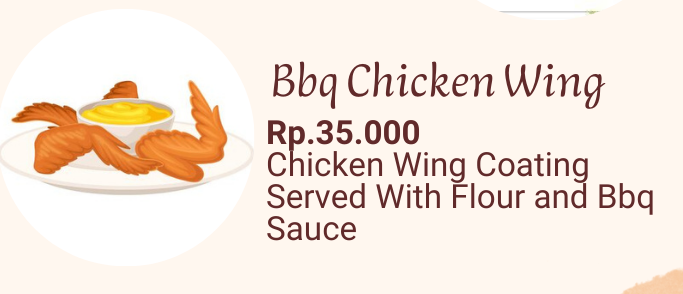 Bbq Chicken Wing
Rp.35.000
Chicken Wing Coating
Served With Flour and Bbq
Sauce